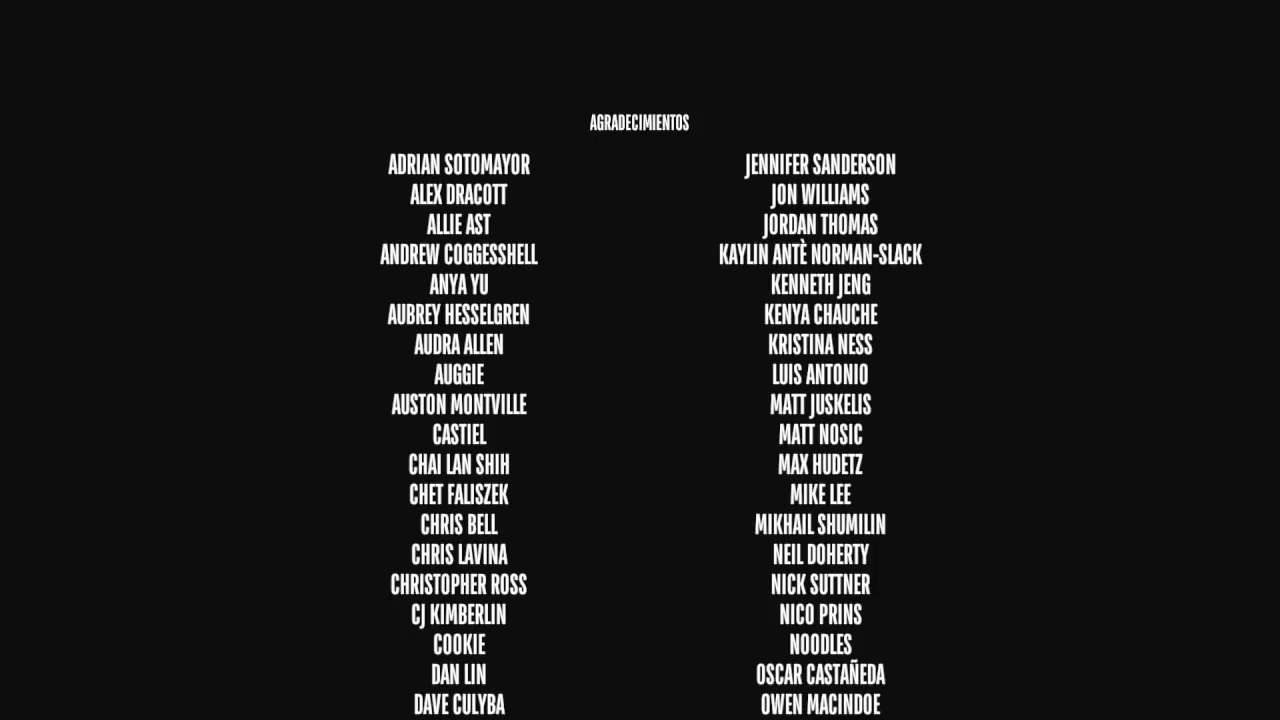 AGRADECIMIENTOS
ADRIAN SOTOMAYOR
ALEX DRACOTT
ALLIE AST
ANDREW COGGESSHELL
ANYA YU
AUBREY HESSELGREN
AUDRA ALLEN
AUGGIE
AUSTON MONTVILLE
CASTIEL
CHAI LAN SHIH
CHET FALISZEK
CHRIS BELL
CHRIS LAVINA
CHRISTOPHER ROSS
CJ KIMBERLIN
COOKIE
DAN LIN
DAVE CULYBA
JENNIFER SANDERSON
JON WILLIAMS
JORDAN THOMAS
KAYLIN ANTÈ NORMAN-SLACK
KENNETH JENG
KENYA CHAUCHE
KRISTINA NESS
LUIS ANTONIO
MATT JUSKELIS
MATT NOSIC
MAX HUDETZ
MIKE LEE
MIKHAIL SHUMILIN
NEIL DOHERTY
NICK SUTTNER
NICO PRINS
NOODLES
OSCAR CASTAÑEDA
OWEN MACINDOE